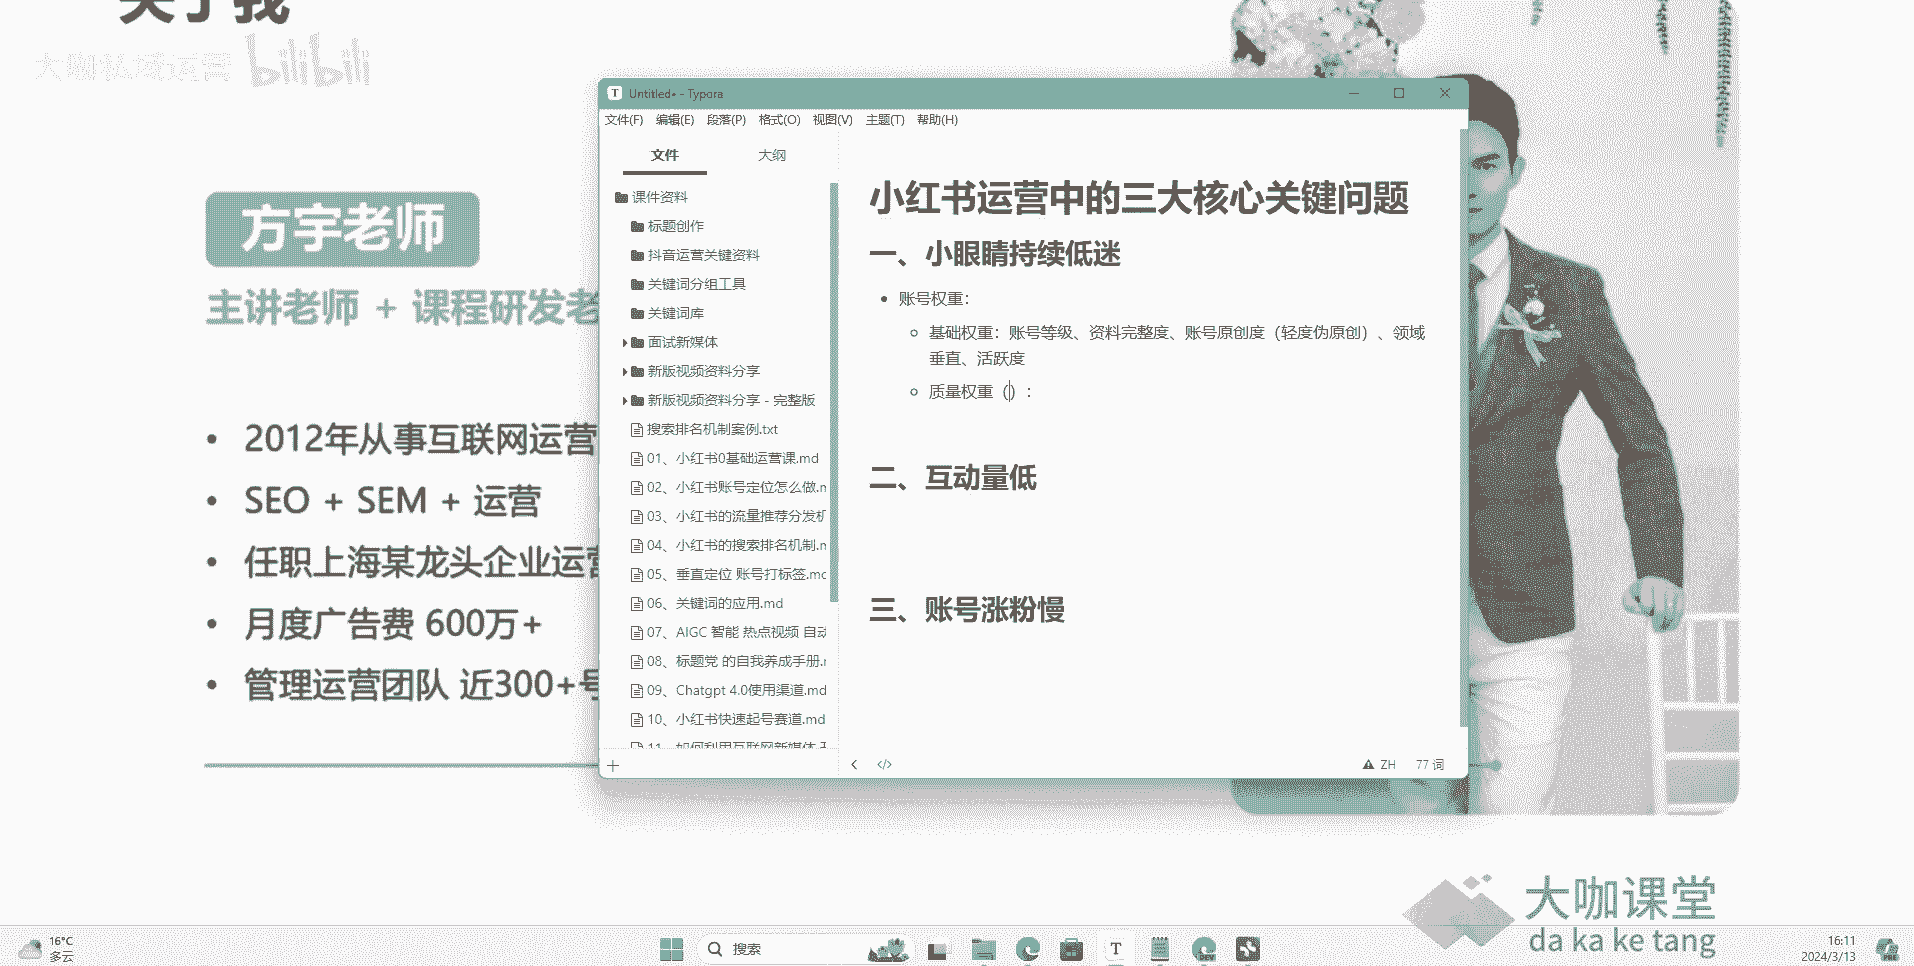 关于我
大咖私域运营 bilibili
方宇老师
主讲老师 + 课程研发老
• 2012年从事互联网运营
• SEO + SEM + 运营
• 任职上海某龙头企业运营
• 月度广告费 600万+
• 管理运营团队 近300+号
Untitled• - Typora
文件(F) 编辑(E) 段落(P) 格式(O) 视图(V) 主题(T) 帮助(H)
文件 大纲
课件资料
标题创作
抖音运营关键资料
关键词分组工具
关键词库
面试新媒体
新版视频资料分享
新版视频资料分享 - 完整版
搜索排名机制案例.txt
01、小红书0基础运营课.md
02、小红书账号定位怎么做.m
03、小红书的流量推荐分发机
04、小红书的搜索排名机制.m
05、垂直定位 账号打标签.mc
06、关键词的应用.md
07、AIGC 智能 热点视频 自动
08、标题党 的自我养成手册.r
09、Chatgpt 4.0使用渠道.md
10、小红书快速起号赛道.md
11、如何利用互联网新媒体
小红书运营中的三大核心关键问题
一、小眼睛持续低迷
• 账号权重：
基础权重：账号等级、资料完整度、账号原创度（轻度伪原创）、领域
垂直、活跃度
质量权重（）：
二、互动量低
三、账号涨粉慢
ZH 77 词
大咖课堂
da ka ke tang
16°C
多云
搜索
T
DEV
16:11
2024/3/13
PRE